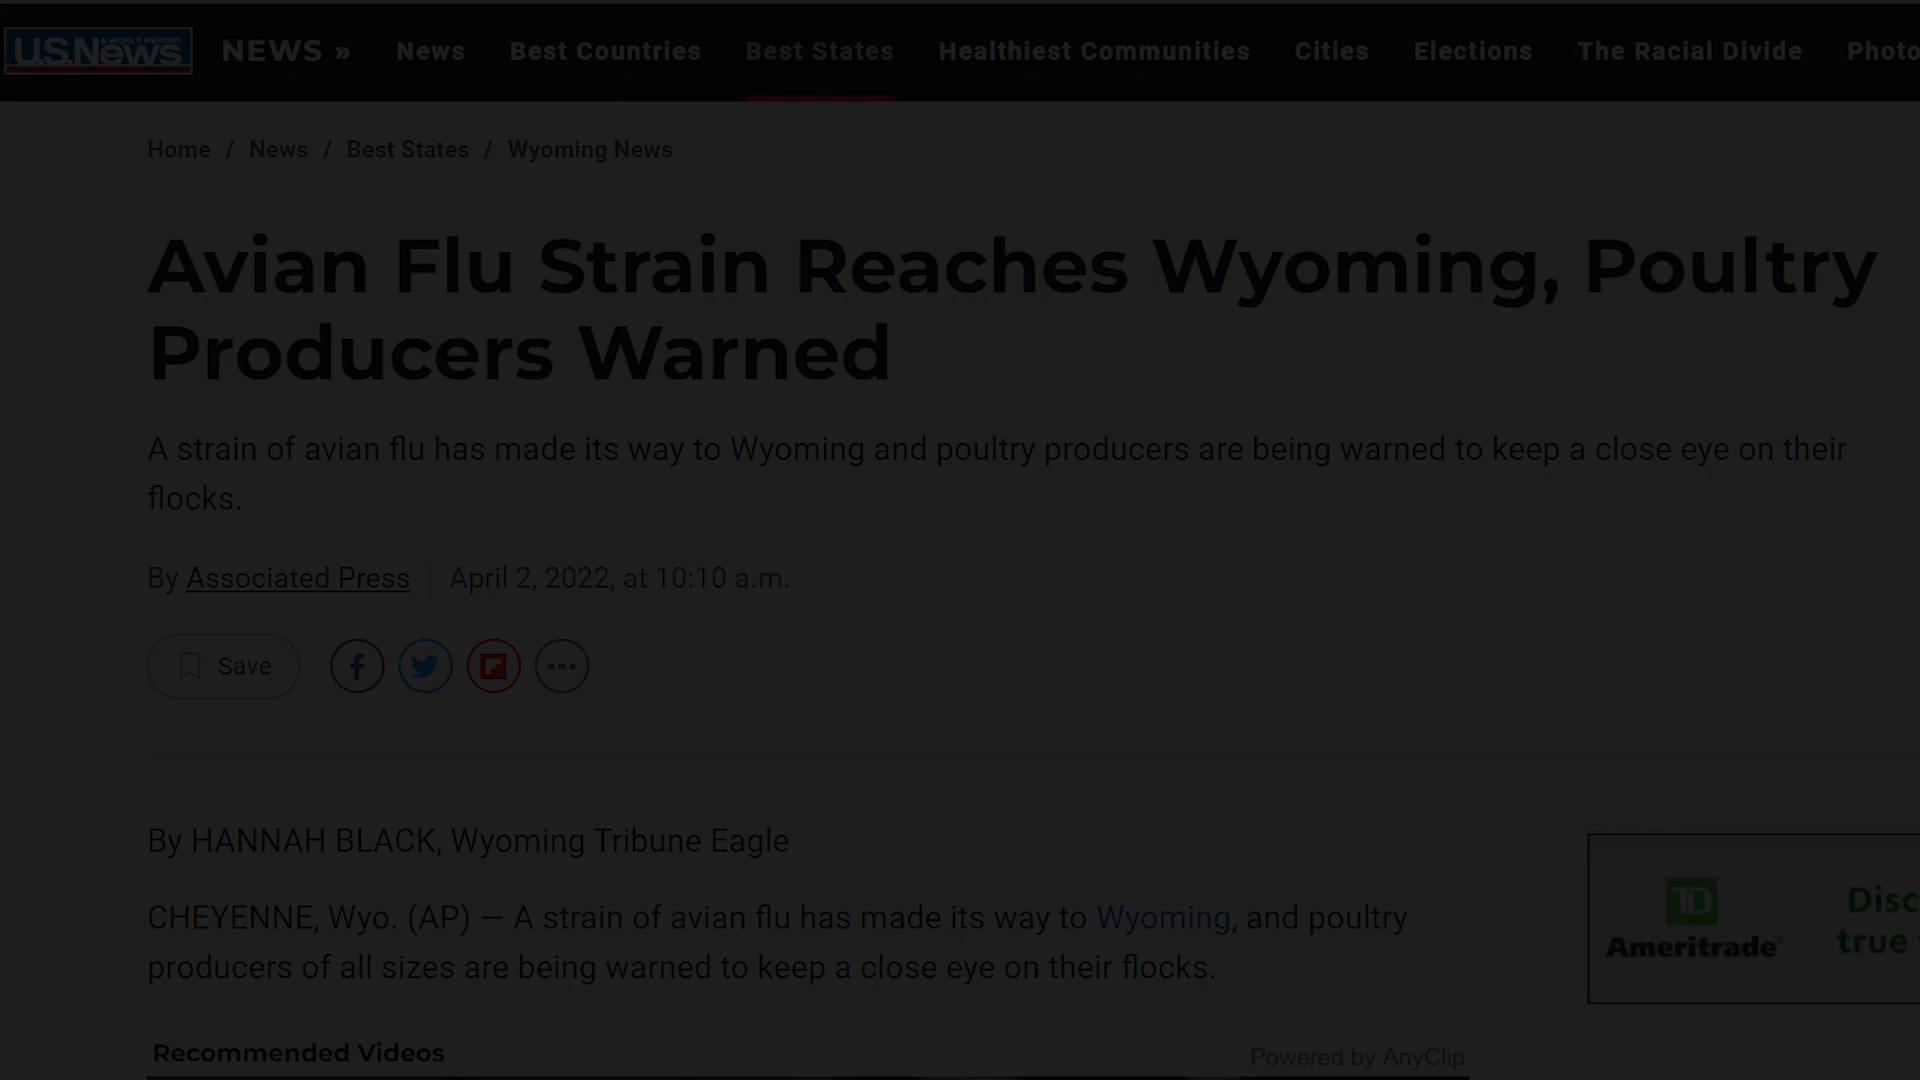 U.S.News
& WORLD REPORT
NEWS » News Best Countries Best States Healthiest Communities Cities Elections The Racial Divide Photo
Home / News / Best States / Wyoming News
Avian Flu Strain Reaches Wyoming, Poultry
Producers Warned
A strain of avian flu has made its way to Wyoming and poultry producers are being warned to keep a close eye on their
flocks.
By Associated Press | April 2, 2022, at 10:10 a.m.
Save
By HANNAH BLACK, Wyoming Tribune Eagle
CHEYENNE, Wyo. (AP) — A strain of avian flu has made its way to Wyoming, and poultry
producers of all sizes are being warned to keep a close eye on their flocks.
TD
Ameritrade®
Disc
true
Recommended Videos
Powered by AnyClip